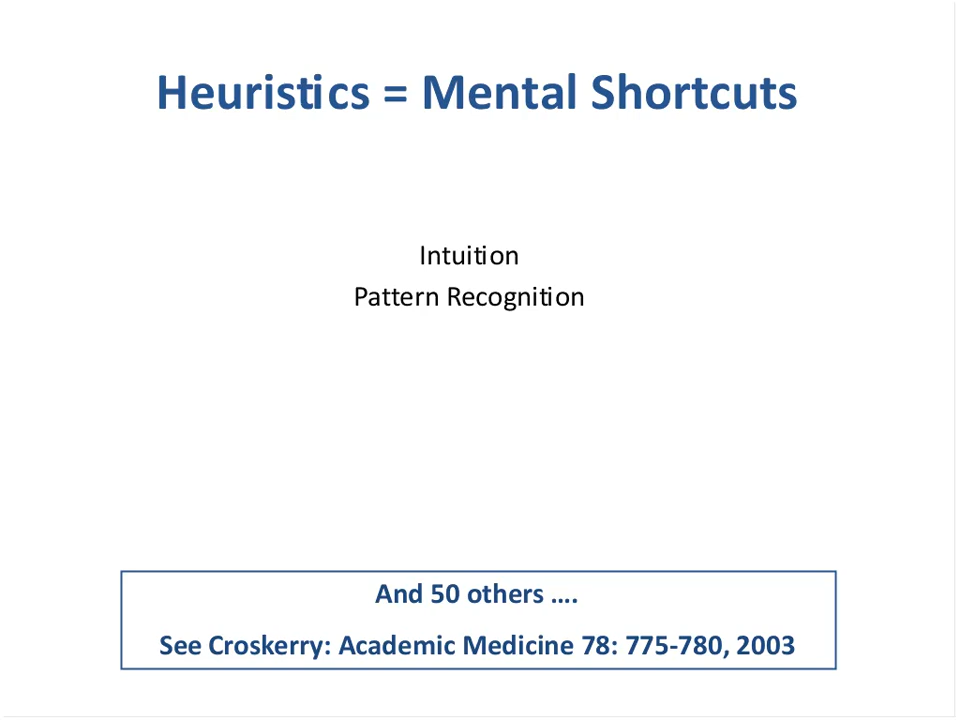 Heuristics = Mental Shortcuts
Intuition
Pattern Recognition
And 50 others ....
See Croskerry: Academic Medicine 78: 775-780, 2003